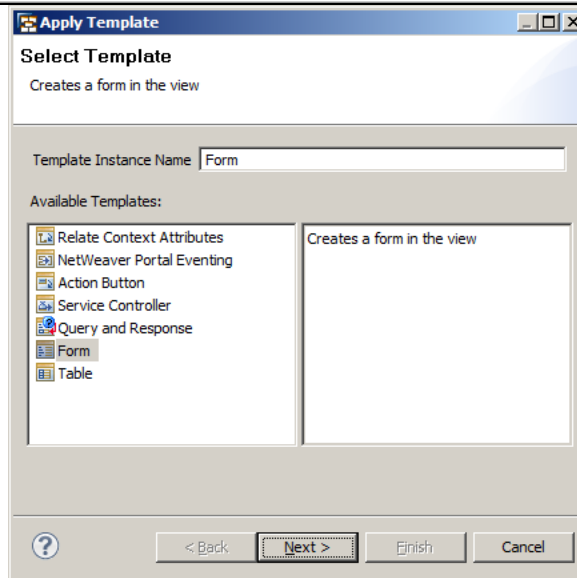 Apply Template
Select Template
Creates a form in the view
Template Instance Name Form
Available Templates:
Relate Context Attributes
NetWeaver Portal Eventing
Action Button
Service Controller
Query and Response
Form
Table
Creates a form in the view
?
< Back Next > Finish Cancel